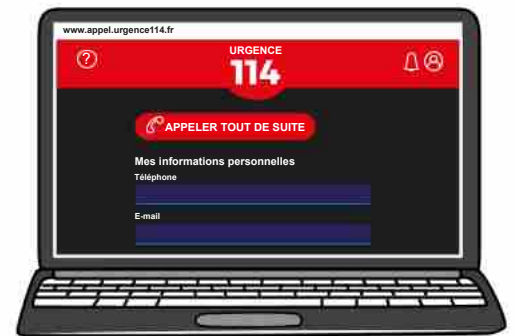 www.appel.urgence114.fr
URGENCE
114
APPELER TOUT DE SUITE
Mes informations personnelles
Téléphone
E-mail